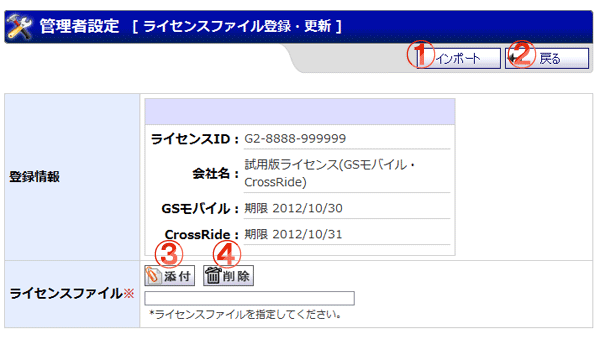 管理者設定 [ ライセンスファイル登録・更新 ]
①インポート ②戻る
登録情報
ライセンスID : G2-8888-999999
会社名 : 試用版ライセンス(GSモバイル・
CrossRide)
GSモバイル : 期限 2012/10/30
CrossRide : 期限 2012/10/31
③ ④
添付 削除
ライセンスファイル※
*ライセンスファイルを指定してください。